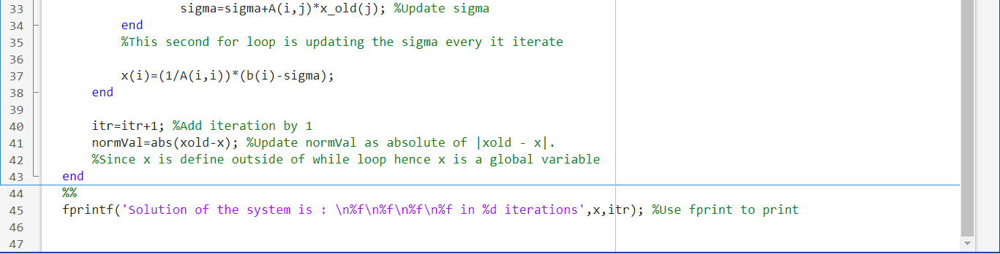 33 sigma=sigma+A(i,j)*x_old(j); %Update sigma
34 end
35 %This second for loop is updating the sigma every it iterate
36
37 x(i)=(1/A(i,i))*(b(i)-sigma);
38 end
39
40 itr=itr+1; %Add iteration by 1
41 normVal=abs(xold-x); %Update normVal as absolute of |xold - x|.
42 %Since x is define outside of while loop hence x is a global variable
43 end
44 %%
45 fprintf('Solution of the system is : \n%f\n%f\n%f\n%f in %d iterations',x,itr); %Use fprint to print
46
47